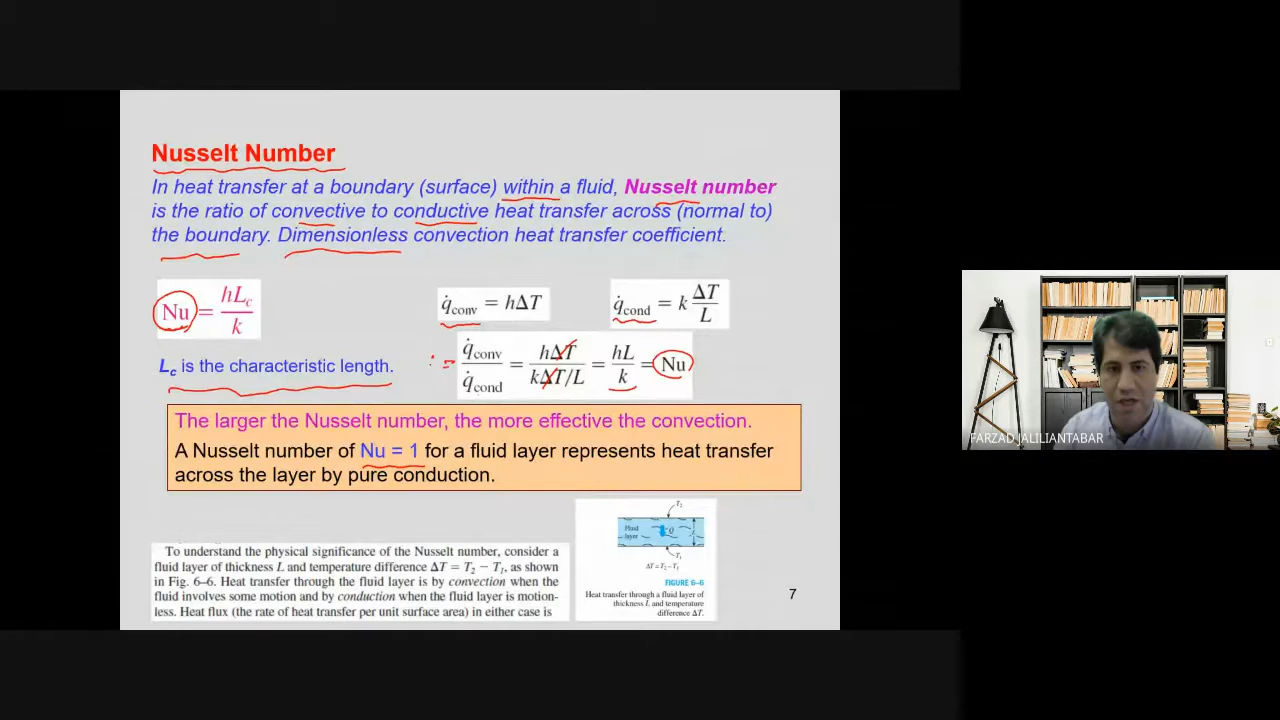 Nusselt Number
In heat transfer at a boundary (surface) within a fluid, Nusselt number
is the ratio of convective to conductive heat transfer across (normal to)
the boundary. Dimensionless convection heat transfer coefficient.
Nu = hL_c / k
q̇_conv = hΔT
q̇_cond = k ΔT / L
q̇_conv / q̇_cond = hΔT / kΔT/L = hL / k = Nu
L_c is the characteristic length.
The larger the Nusselt number, the more effective the convection.
A Nusselt number of Nu = 1 for a fluid layer represents heat transfer
across the layer by pure conduction.
To understand the physical significance of the Nusselt number, consider a
fluid layer of thickness L and temperature difference ΔT = T₂ − T₁, as shown
in Fig. 6–6. Heat transfer through the fluid layer is by convection when the
fluid involves some motion and by conduction when the fluid layer is motion-
less. Heat flux (the rate of heat transfer per unit surface area) in either case is
T₂
Fluid
layer
Q̇
T₁
ΔT = T₂ − T₁
FIGURE 6–6
Heat transfer through a fluid layer of
thickness L and temperature
difference ΔT.
7
FARZAD JALILIANTABAR